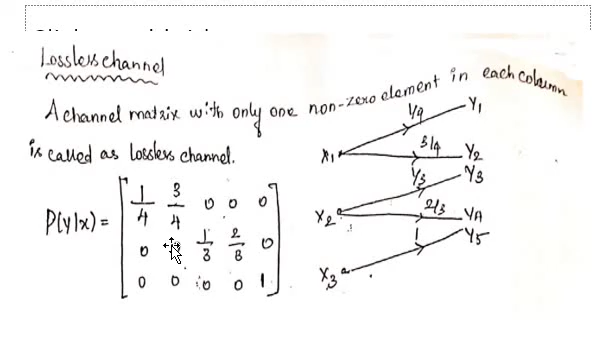 Lossless channel
A channel matrix with only one non-zero element in each column
is called as lossless channel.
P(y|x) = [ 1/4 3/4 0 0 0
0 1/3 2/3 0
0 0 0 0 1 ]
X1 1/4 Y1
3/4 Y2
X2 1/3 Y3
2/3 Y4
X3 1 Y5